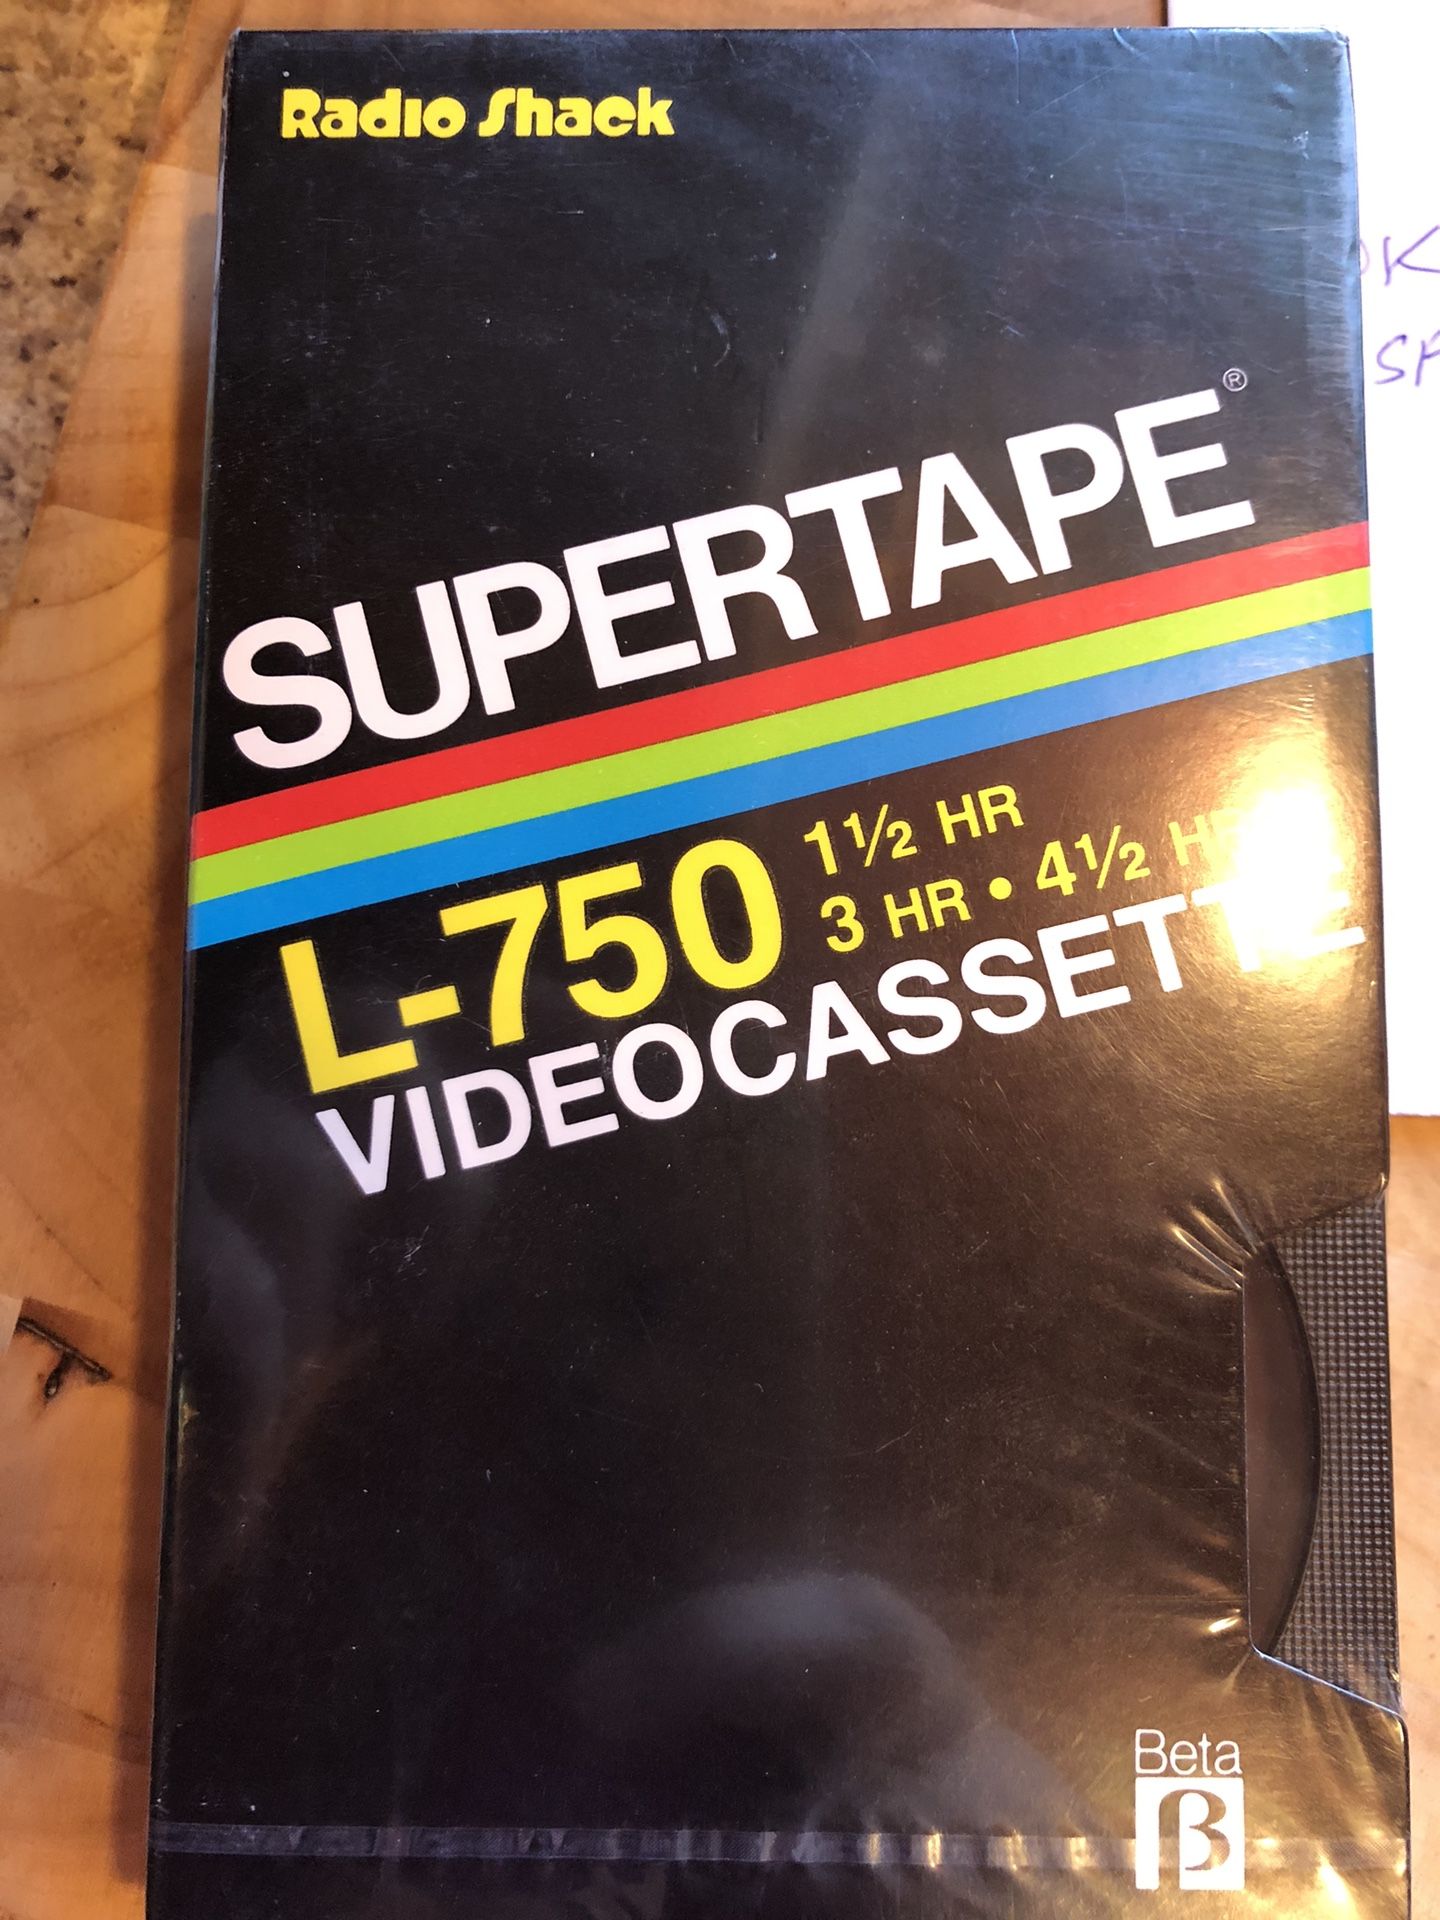 Radio Shack
SUPERTAPE®
L-750
1½ HR
3 HR • 4½ HR
VIDEOCASSETTE
Beta
β